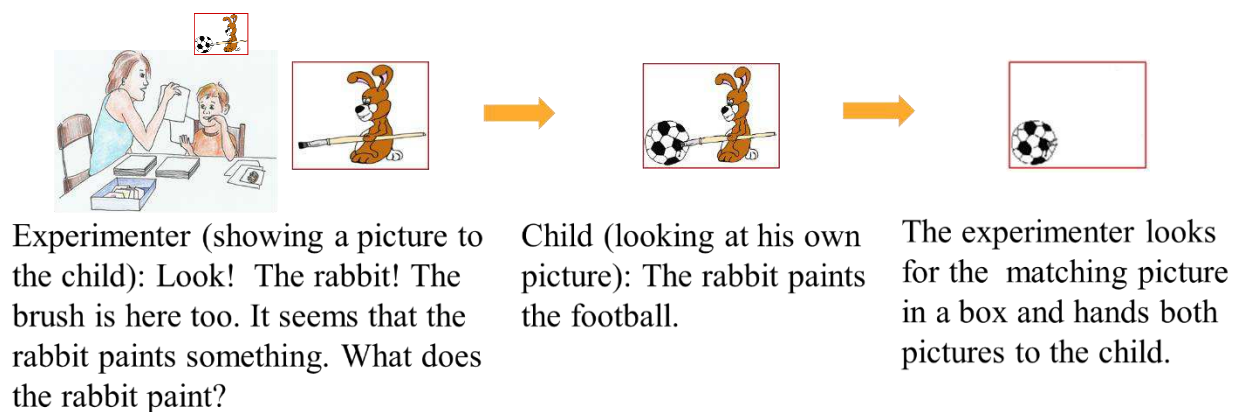 Experimenter (showing a picture to
the child): Look!  The rabbit! The
brush is here too. It seems that the
rabbit paints something. What does
the rabbit paint?
Child (looking at his own
picture): The rabbit paints
the football.
The experimenter looks
for the  matching picture
in a box and hands both
pictures to the child.